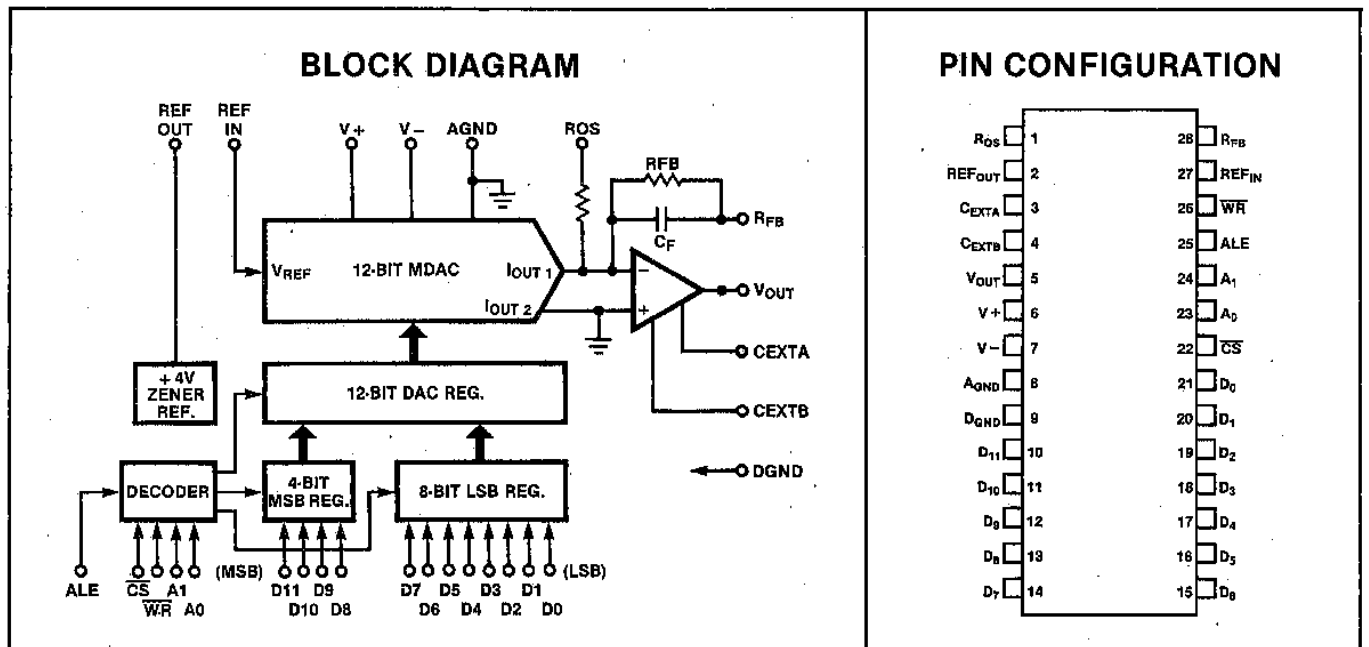 BLOCK DIAGRAM
REF OUT
REF IN
V+
V−
AGND
ROS
RFB
CF
RFB
VREF
12-BIT MDAC
IOUT 1
IOUT 2
−
+
VOUT
CEXTA
CEXTB
DGND
+4V
ZENER
REF.
12-BIT DAC REG.
DECODER
4-BIT
MSB REG.
8-BIT LSB REG.
ALE
CS
WR
A1
A0
(MSB)
D11
D10
D9
D8
D7
D6
D5
D4
D3
D2
D1
D0
(LSB)
PIN CONFIGURATION
ROS 1 28 RFB
REFOUT 2 27 REFIN
CEXTA 3 26 WR
CEXTB 4 25 ALE
VOUT 5 24 A1
V+ 6 23 A0
V− 7 22 CS
AGND 8 21 D0
DGND 9 20 D1
D11 10 19 D2
D10 11 18 D3
D9 12 17 D4
D8 13 16 D5
D7 14 15 D6